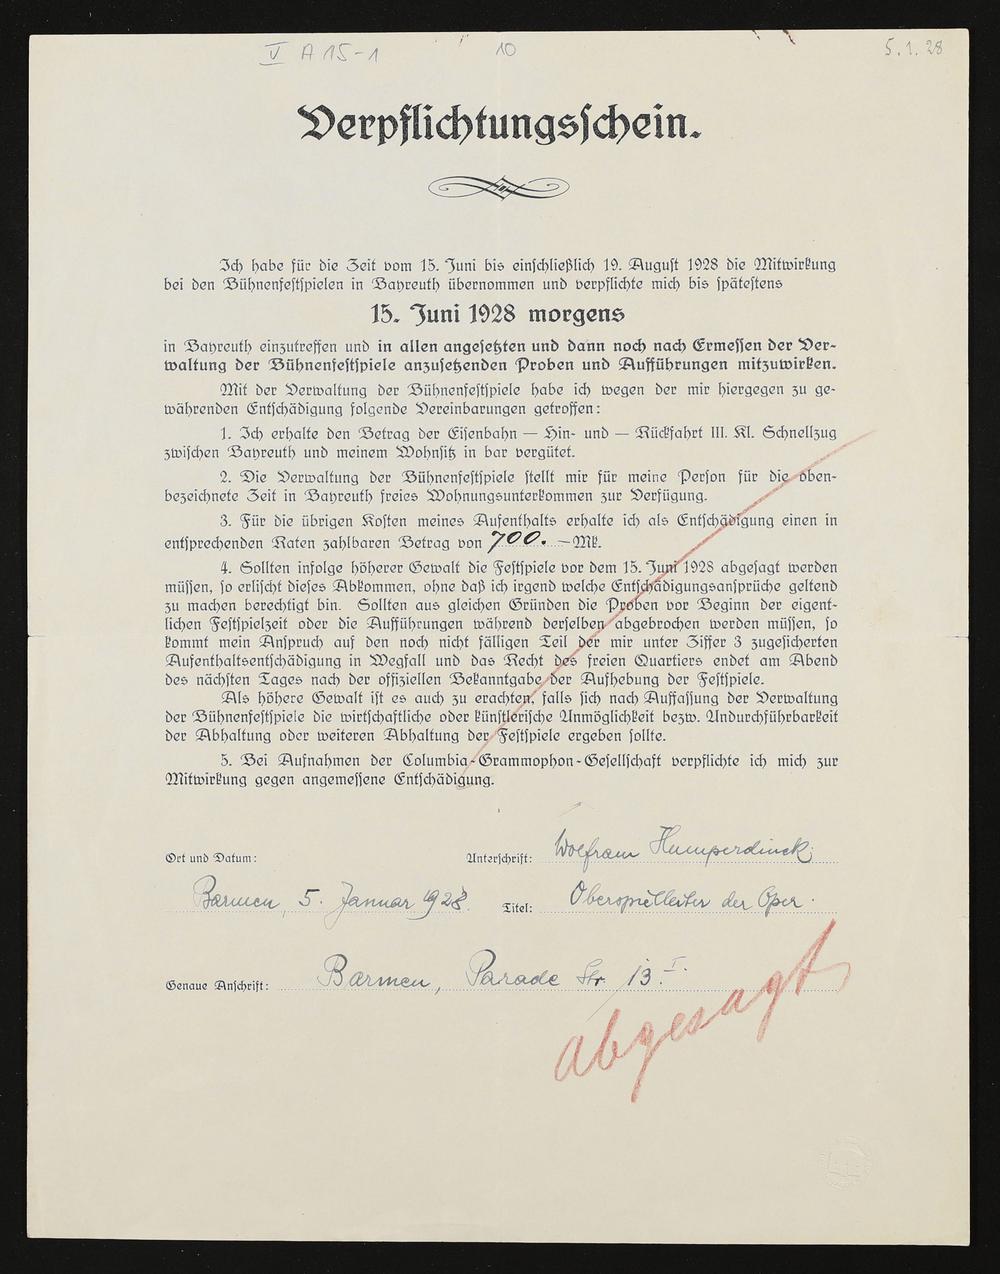 V A 15-1
10
5.1.28
Verpflichtungsschein.
Ich habe für die Zeit vom 15. Juni bis einschließlich 19. August 1928 die Mitwirkung
bei den Bühnenfestspielen in Bayreuth übernommen und verpflichte mich bis spätestens
15. Juni 1928 morgens
in Bayreuth einzutreffen und in allen angesetzten und dann noch nach Ermessen der Ver-
waltung der Bühnenfestspiele anzusetzenden Proben und Aufführungen mitzuwirken.
Mit der Verwaltung der Bühnenfestspiele habe ich wegen der mir hiergegen zu ge-
währenden Entschädigung folgende Vereinbarungen getroffen:
1. Ich erhalte den Betrag der Eisenbahn — Hin- und — Rückfahrt III. Kl. Schnellzug
zwischen Bayreuth und meinem Wohnsitz in bar vergütet.
2. Die Verwaltung der Bühnenfestspiele stellt mir für meine Person für die oben-
bezeichnete Zeit in Bayreuth freies Wohnungsunterkommen zur Verfügung.
3. Für die übrigen Kosten meines Aufenthalts erhalte ich als Entschädigung einen in
entsprechenden Raten zahlbaren Betrag von 700. —Mk.
4. Sollten infolge höherer Gewalt die Festspiele vor dem 15. Juni 1928 abgesagt werden
müssen, so erlischt dieses Abkommen, ohne daß ich irgend welche Entschädigungsansprüche geltend
zu machen berechtigt bin. Sollten aus gleichen Gründen die Proben vor Beginn der eigent-
lichen Festspielzeit oder die Aufführungen während derselben abgebrochen werden müssen, so
kommt mein Anspruch auf den noch nicht fälligen Teil der mir unter Ziffer 3 zugesicherten
Aufenthaltsentschädigung in Wegfall und das Recht des freien Quartiers endet am Abend
des nächsten Tages nach der offiziellen Bekanntgabe der Aufhebung der Festspiele.
Als höhere Gewalt ist es auch zu erachten, falls sich nach Auffassung der Verwaltung
der Bühnenfestspiele die wirtschaftliche oder künstlerische Unmöglichkeit bezw. Undurchführbarkeit
der Abhaltung oder weiteren Abhaltung der Festspiele ergeben sollte.
5. Bei Aufnahmen der Columbia-Grammophon-Gesellschaft verpflichte ich mich zur
Mitwirkung gegen angemessene Entschädigung.
Ort und Datum: Unterschrift: Wolfram Humperdinck
Barmen, 5. Januar 1928. Titel: Oberspielleiter der Oper.
Genaue Anschrift: Barmen, Parade Str. 13 I.
abgesagt